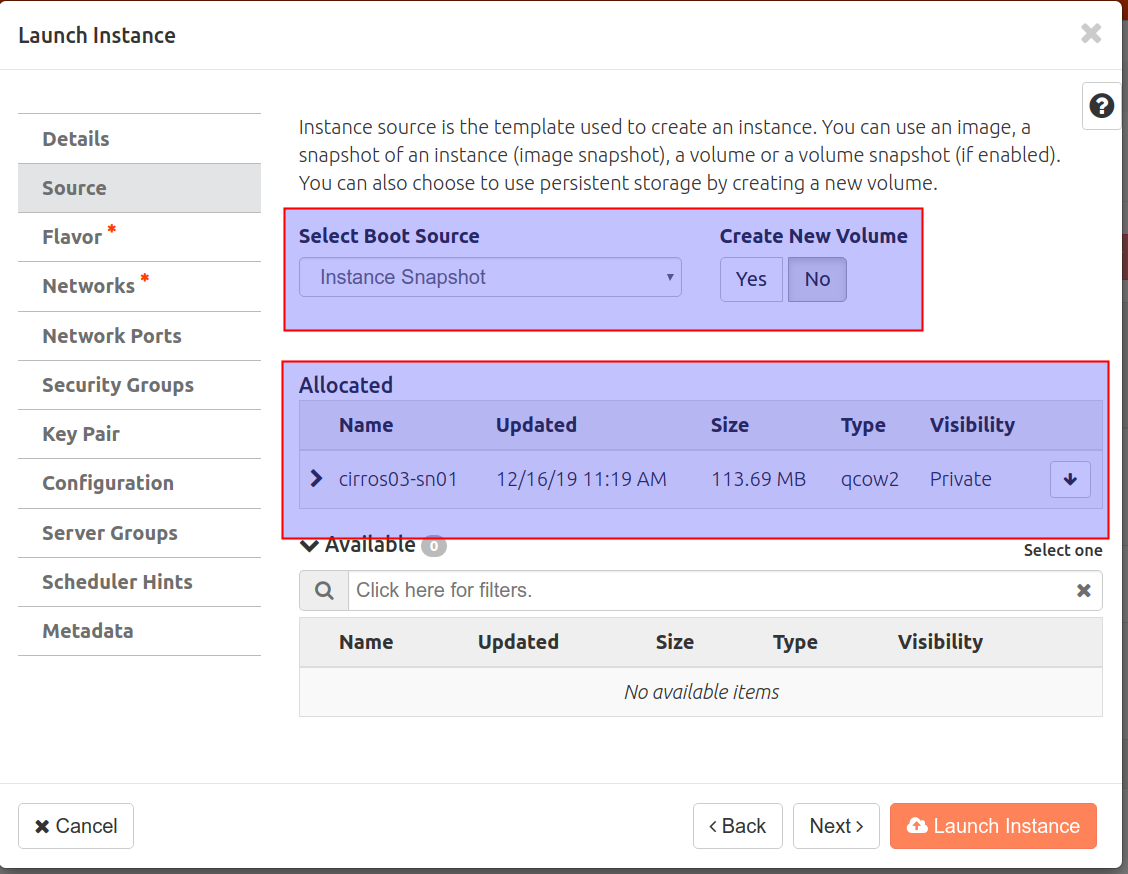 Launch Instance
Details
Source
Flavor *
Networks *
Network Ports
Security Groups
Key Pair
Configuration
Server Groups
Scheduler Hints
Metadata
Instance source is the template used to create an instance. You can use an image, a
snapshot of an instance (image snapshot), a volume or a volume snapshot (if enabled).
You can also choose to use persistent storage by creating a new volume.
Select Boot Source Create New Volume
Instance Snapshot Yes No
Allocated
Name Updated Size Type Visibility
cirros03-sn01 12/16/19 11:19 AM 113.69 MB qcow2 Private
Available 0 Select one
Click here for filters.
Name Updated Size Type Visibility
No available items
Cancel Back Next Launch Instance